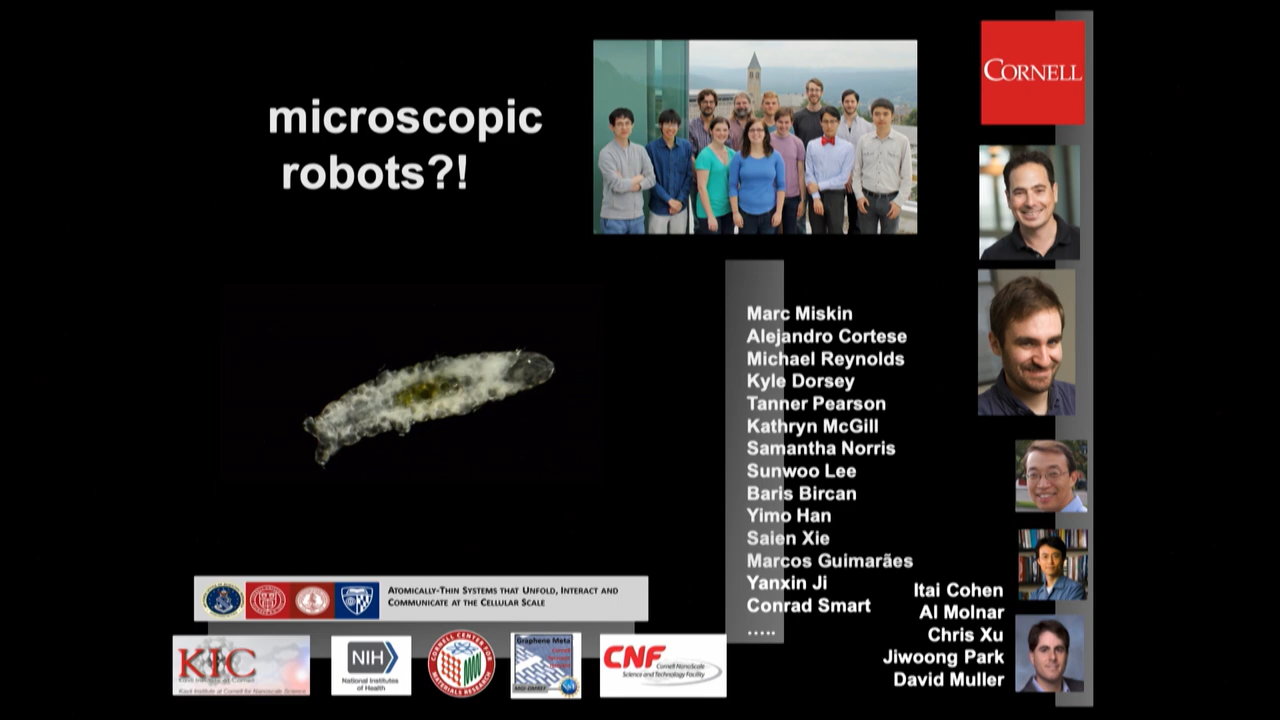 microscopic
robots?!
CORNELL
Marc Miskin
Alejandro Cortese
Michael Reynolds
Kyle Dorsey
Tanner Pearson
Kathryn McGill
Samantha Norris
Sunwoo Lee
Baris Bircan
Yimo Han
Saien Xie
Marcos Guimarães
Yanxin Ji
Conrad Smart
.....
Itai Cohen
Al Molnar
Chris Xu
Jiwoong Park
David Muller
ATOMICALLY-THIN SYSTEMS THAT UNFOLD, INTERACT AND
COMMUNICATE AT THE CELLULAR SCALE
KIC
Kavli Institute at Cornell for Nanoscale Science
NIH
National Institutes
of Health
CORNELL CENTER FOR MATERIALS RESEARCH
Graphene Meta
CNF
Cornell NanoScale
Science and Technology Facility